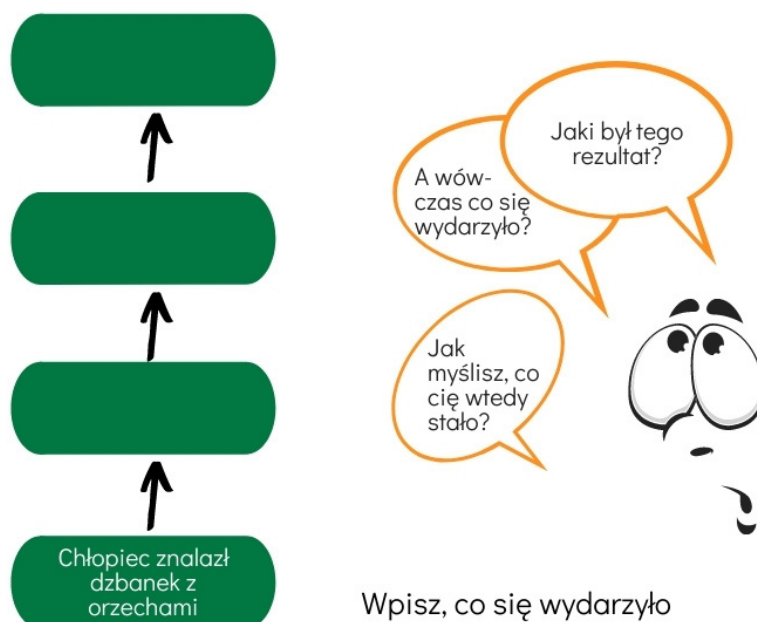 Jaki był tego
rezultat?
A wów-
czas co się
wydarzyło?
Jak
myślisz, co
cię wtedy
stało?
Chłopiec znalazł
dzbanek z
orzechami
Wpisz, co się wydarzyło